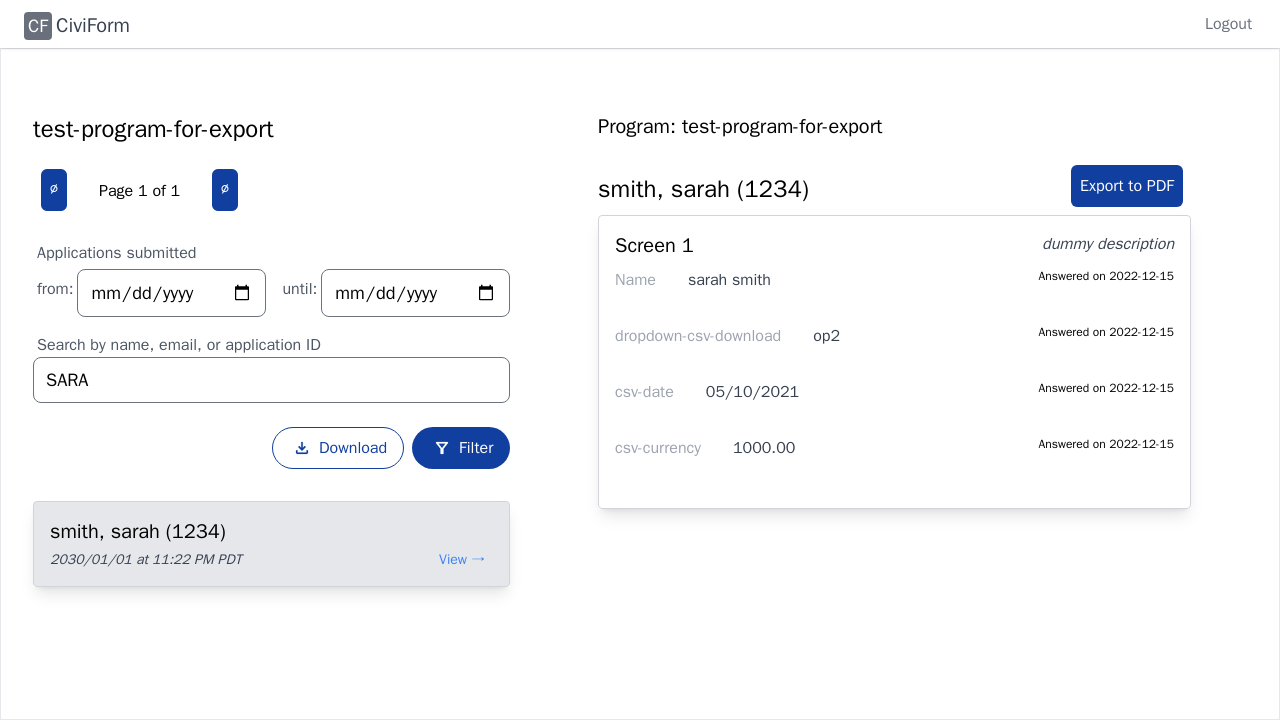 CF CiviForm
Logout
test-program-for-export
∅ Page 1 of 1 ∅
Applications submitted
from: mm/dd/yyyy until: mm/dd/yyyy
Search by name, email, or application ID
SARA
Download Filter
smith, sarah (1234)
2030/01/01 at 11:22 PM PDT View →
Program: test-program-for-export
smith, sarah (1234) Export to PDF
Screen 1 dummy description
Name sarah smith Answered on 2022-12-15
dropdown-csv-download op2 Answered on 2022-12-15
csv-date 05/10/2021 Answered on 2022-12-15
csv-currency 1000.00 Answered on 2022-12-15